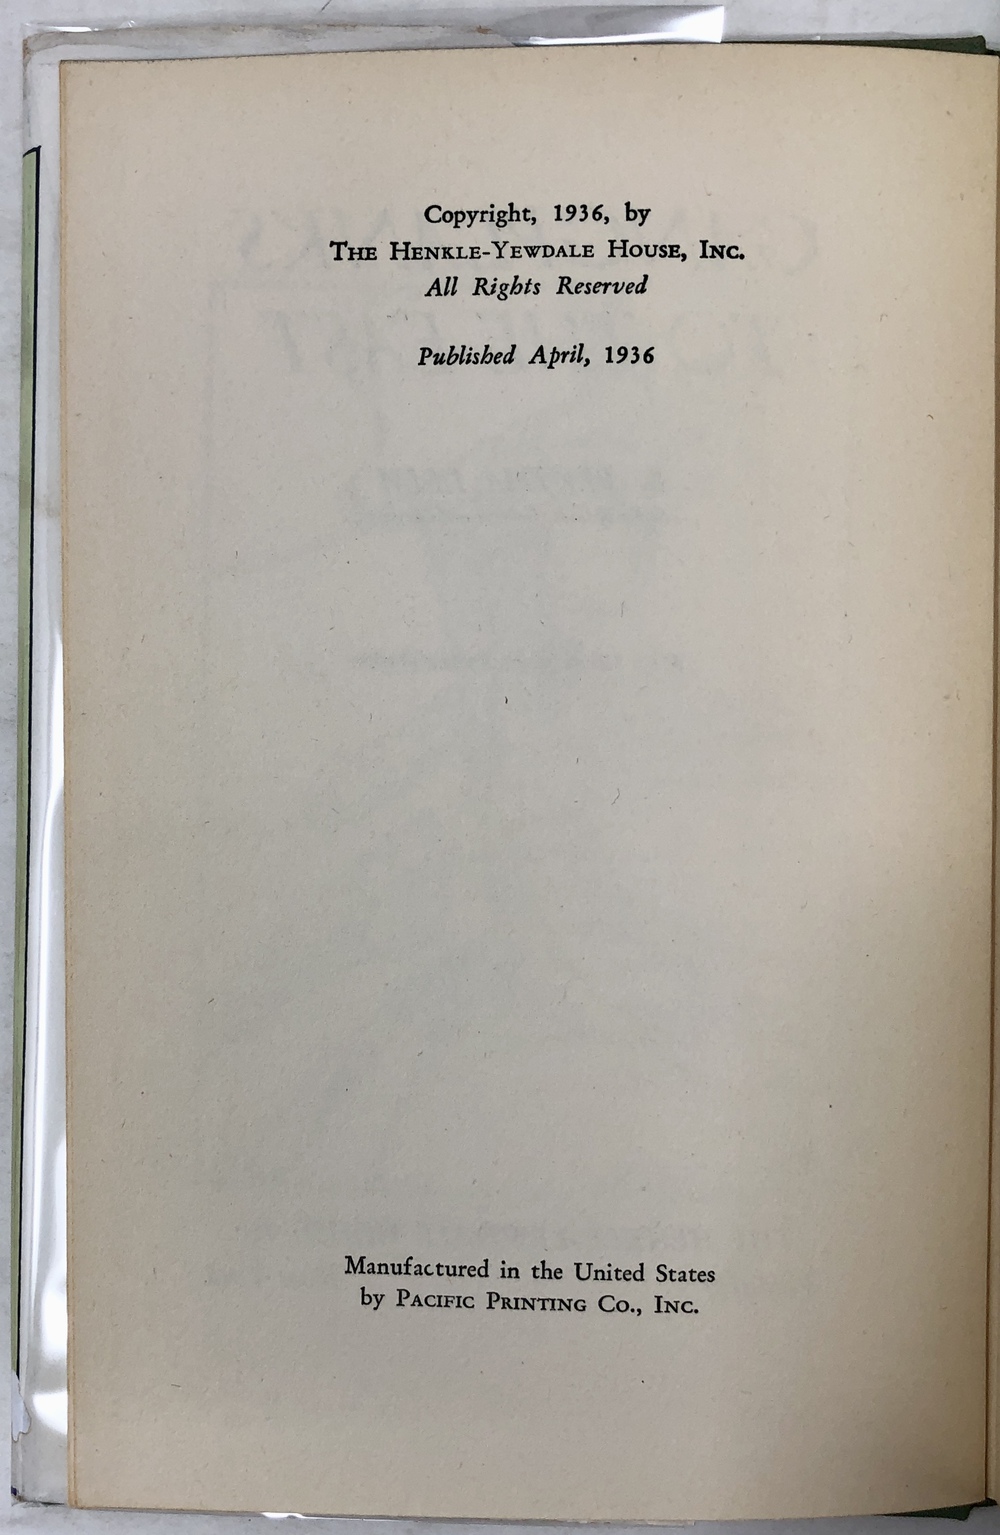 Copyright, 1936, by
THE HENKLE-YEWDALE HOUSE, INC.
All Rights Reserved
Published April, 1936
Manufactured in the United States
by PACIFIC PRINTING CO., INC.